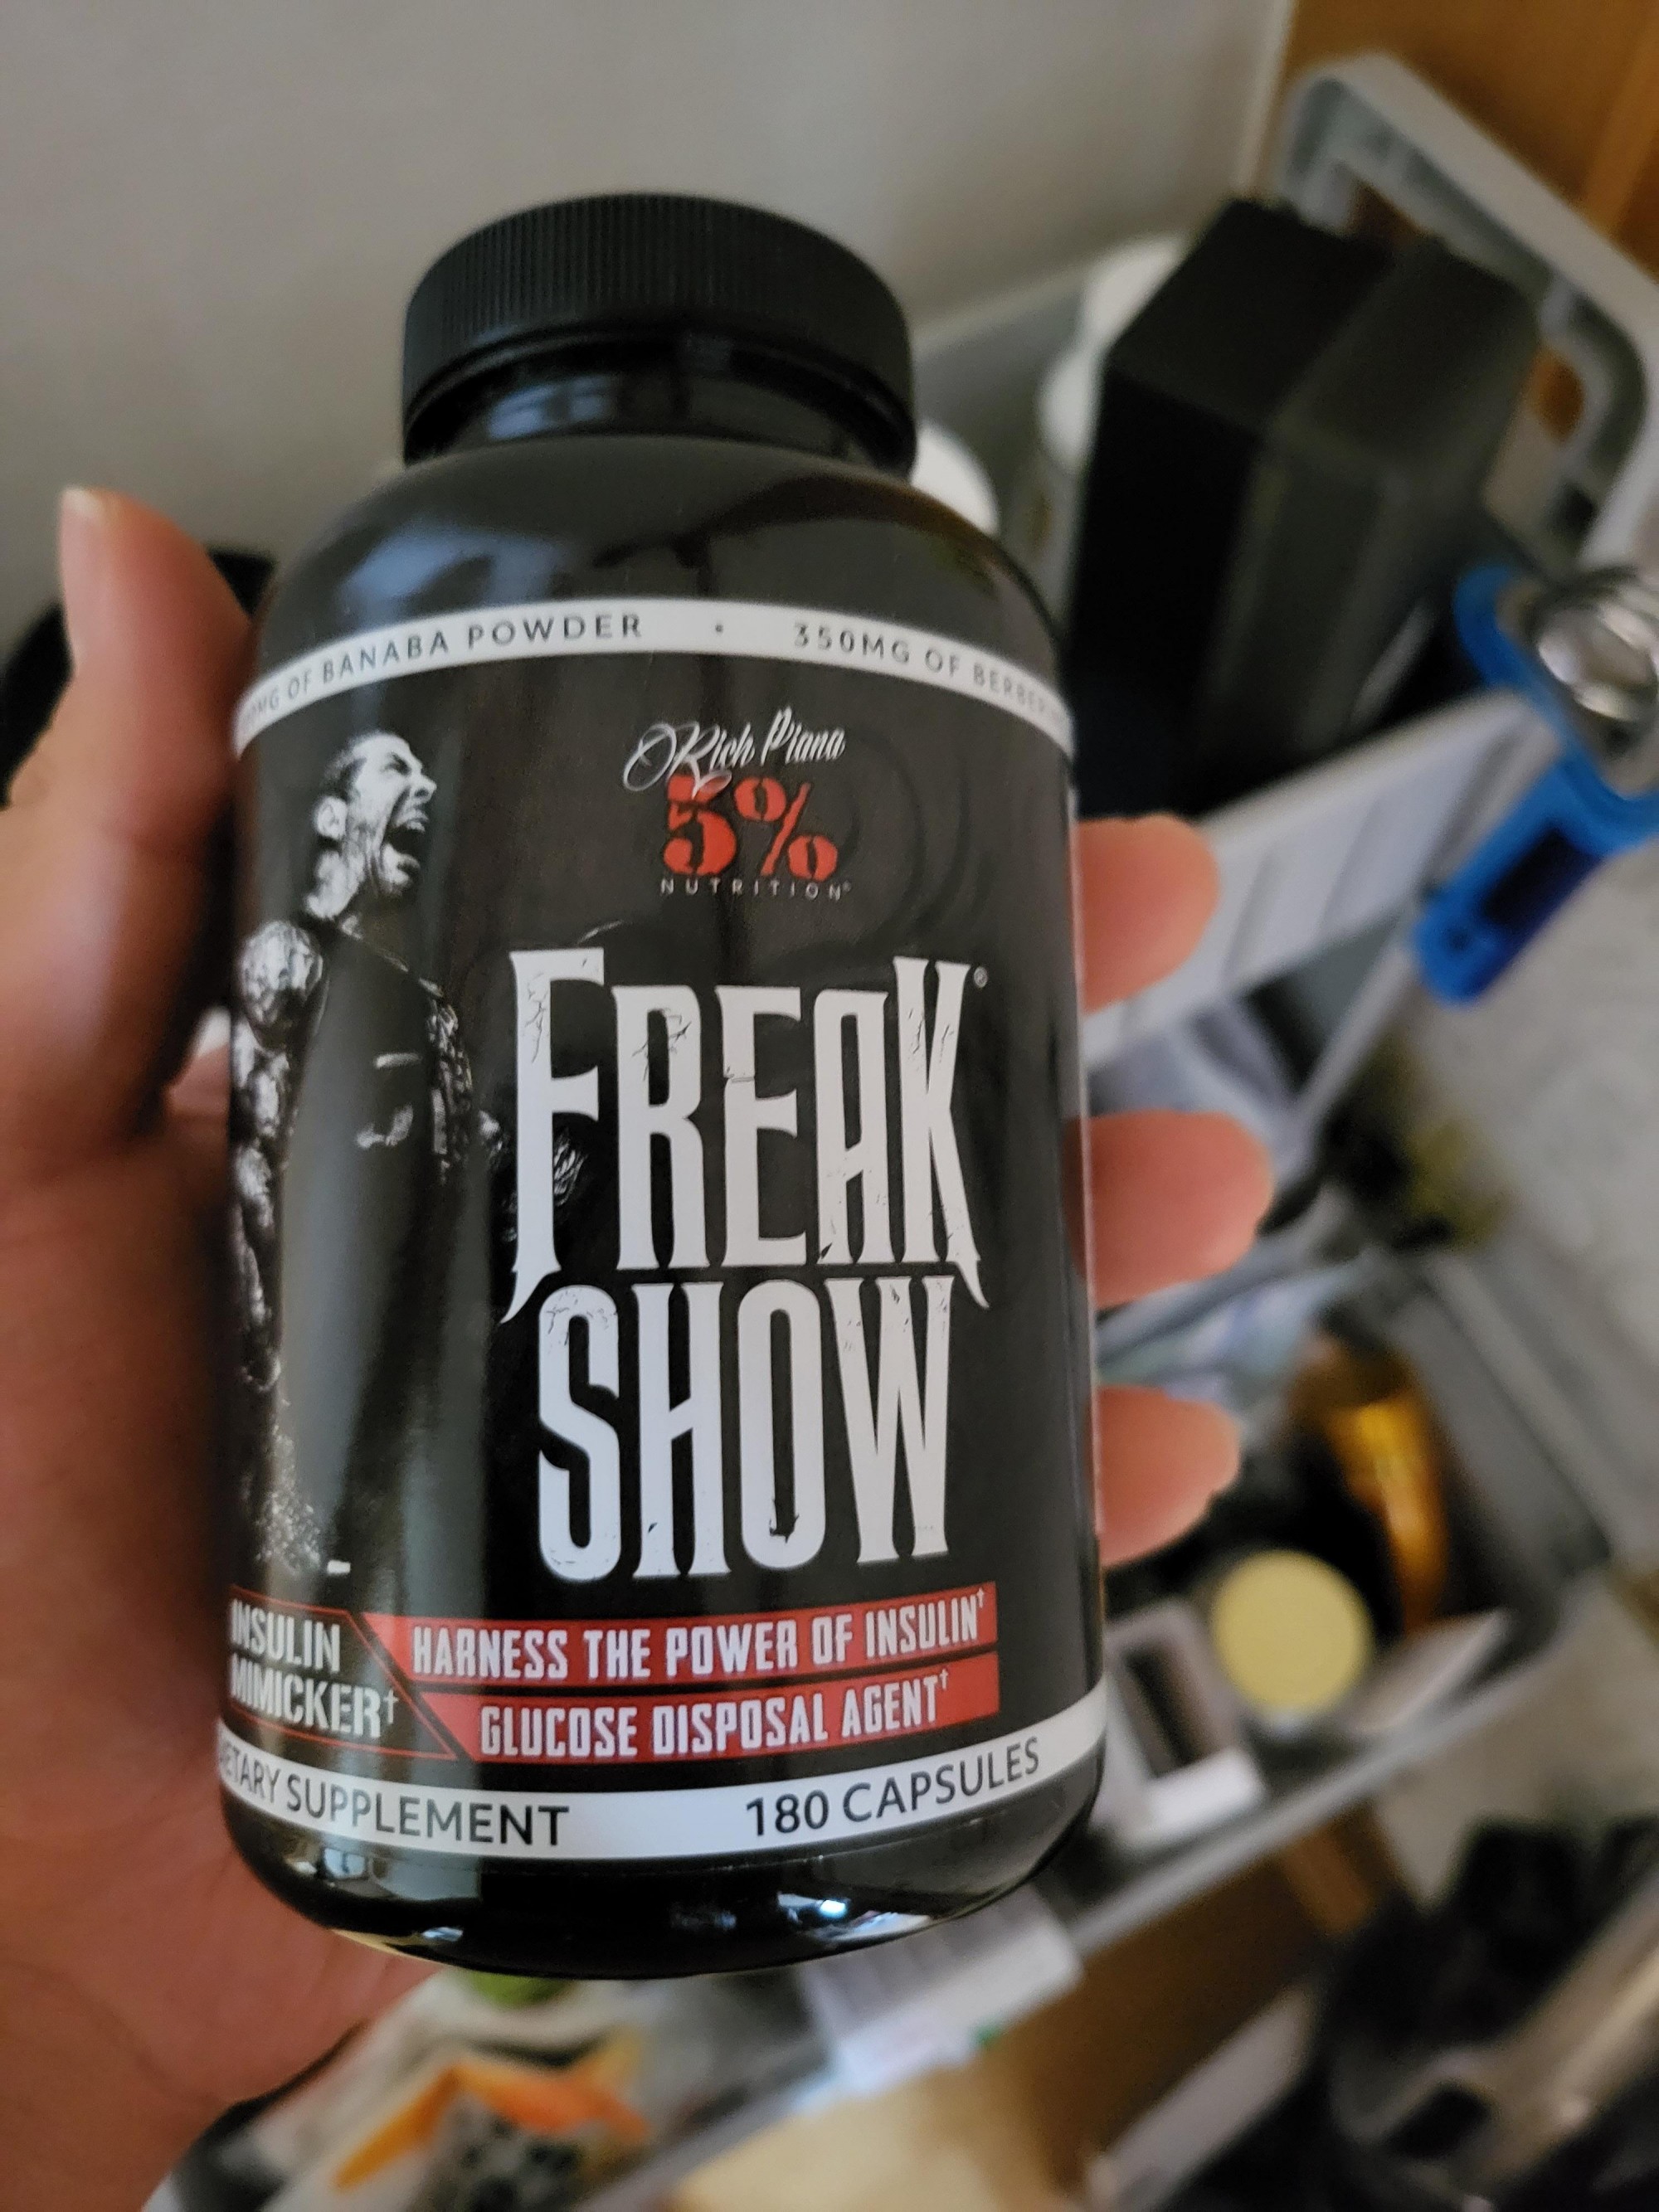 OF BANABA POWDER • 350MG OF
Rich Piana
5%
NUTRITION®
FREAK®
SHOW
INSULIN
MIMICKER†
HARNESS THE POWER OF INSULIN†
GLUCOSE DISPOSAL AGENT†
SUPPLEMENT
180 CAPSULES